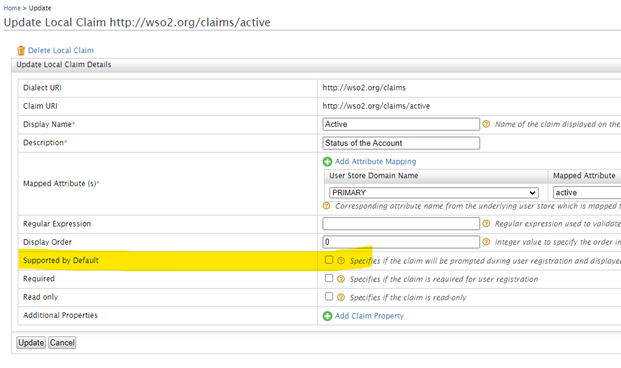 Home > Update
Update Local Claim http://wso2.org/claims/active
Delete Local Claim
Update Local Claim Details
Dialect URI http://wso2.org/claims
Claim URI http://wso2.org/claims/active
Display Name* Active Name of the claim displayed on the
Description* Status of the Account
Add Attribute Mapping
User Store Domain Name Mapped Attribute
Mapped Attribute (s)* PRIMARY active
Corresponding attribute name from the underlying user store which is mapped t
Regular Expression Regular expression used to validate
Display Order 0 Integer value to specify the order in
Supported by Default Specifies if the claim will be prompted during user registration and displaye
Required Specifies if the claim is required for user registration
Read only Specifies if the claim is read-only
Additional Properties Add Claim Property
Update Cancel